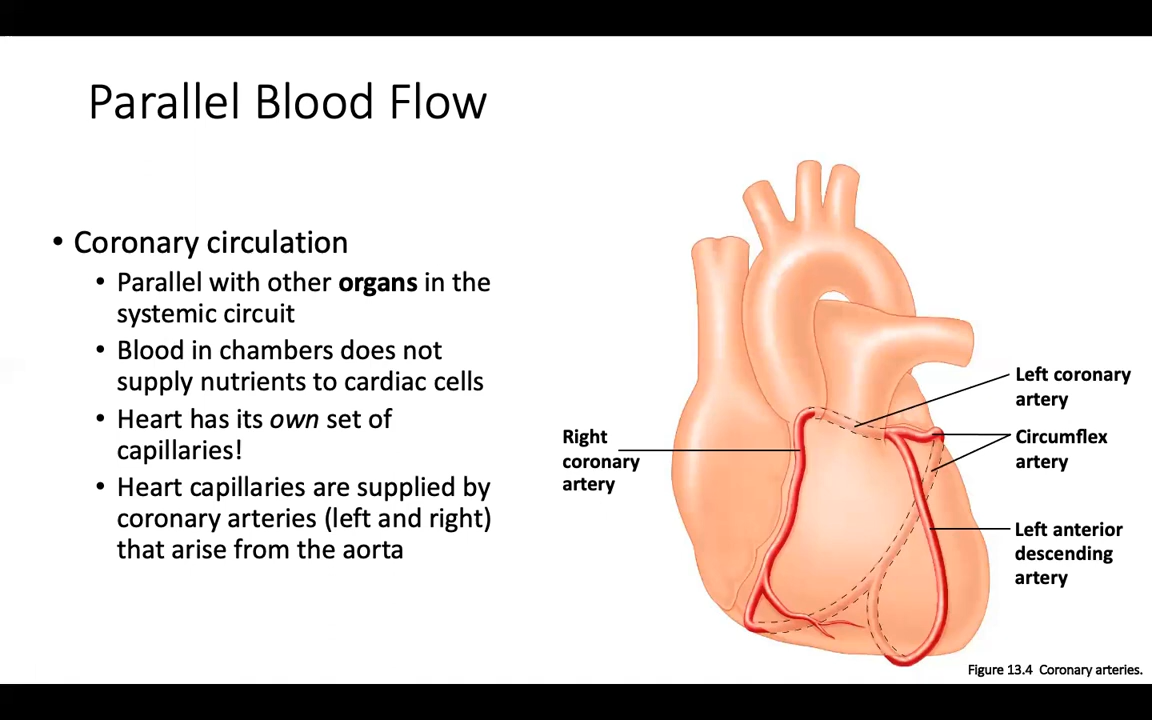 Parallel Blood Flow
• Coronary circulation
• Parallel with other organs in the
systemic circuit
• Blood in chambers does not
supply nutrients to cardiac cells
• Heart has its own set of
capillaries!
• Heart capillaries are supplied by
coronary arteries (left and right)
that arise from the aorta
Right
coronary
artery
Left coronary
artery
Circumflex
artery
Left anterior
descending
artery
Figure 13.4 Coronary arteries.